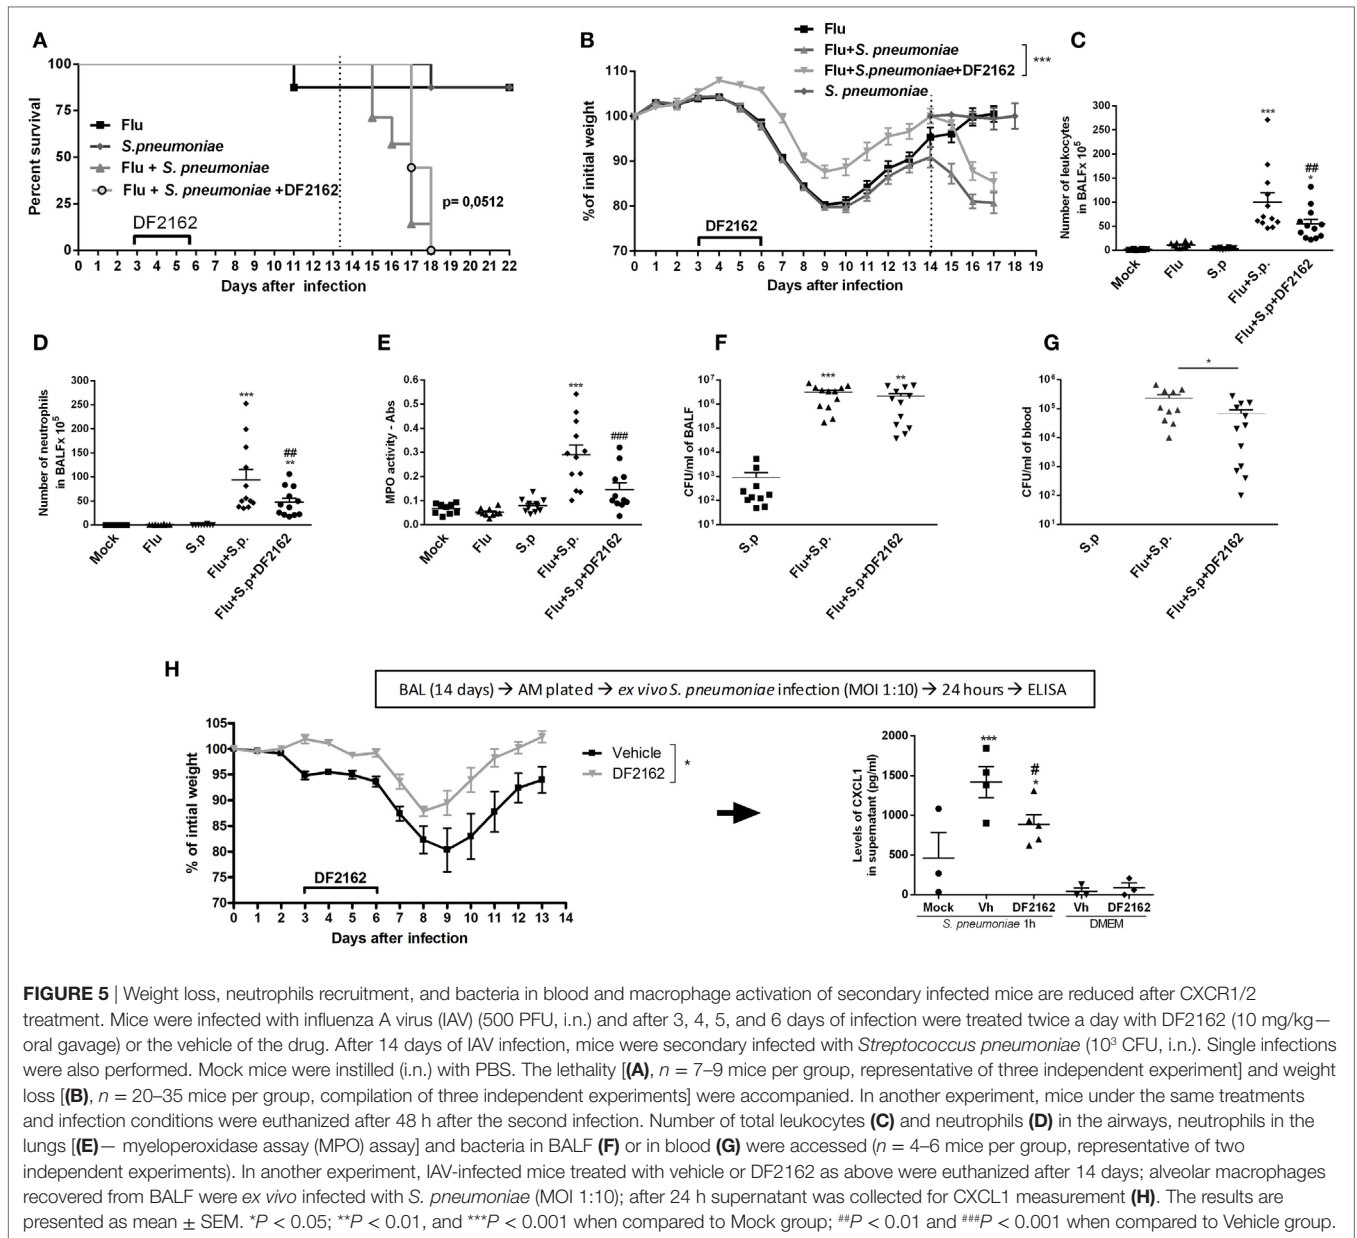 A
Percent survival
100
75
50
25
0
Flu
S.pneumoniae
Flu + S. pneumoniae
Flu + S. pneumoniae +DF2162
p= 0,0512
DF2162
0 1 2 3 4 5 6 7 8 9 10 11 12 13 14 15 16 17 18 19 20 21 22
Days after infection
B
Flu
Flu+S. pneumoniae
Flu+S.pneumoniae+DF2162
S. pneumoniae
***
%of initial weight
110
100
90
80
70
DF2162
0 1 2 3 4 5 6 7 8 9 10 11 12 13 14 15 16 17 18 19
Days after infection
C
Number of leukocytes
in BALFx 10⁵
300
250
200
150
100
50
0
***
##
*
Mock
Flu
S.p
Flu+S.p.
Flu+S.p+DF2162
D
Number of neutrophils
in BALFx 10⁵
300
250
200
150
100
50
0
***
##
**
Mock
Flu
S.p
Flu+S.p.
Flu+S.p+DF2162
E
MPO activity - Abs
0.6
0.5
0.4
0.3
0.2
0.1
0.0
***
###
Mock
Flu
S.p
Flu+S.p.
Flu+S.p+DF2162
F
CFU/ml of BALF
10⁷
10⁶
10⁵
10⁴
10³
10²
10¹
***
**
S.p
Flu+S.p.
Flu+S.p+DF2162
G
CFU/ml of blood
10⁶
10⁵
10⁴
10³
10²
10¹
*
S.p
Flu+S.p.
Flu+S.p+DF2162
H
BAL (14 days) → AM plated → ex vivo S. pneumoniae infection (MOI 1:10) → 24 hours → ELISA
% of intial weight
105
100
95
90
85
80
75
70
Vehicle
DF2162
*
DF2162
0 1 2 3 4 5 6 7 8 9 10 11 12 13 14
Days after infection
Levels of CXCL1
in supernatant (pg/ml)
2000
1500
1000
500
0
***
#
*
Mock Vh DF2162 Vh DF2162
S. pneumoniae 1h DMEM
FIGURE 5 | Weight loss, neutrophils recruitment, and bacteria in blood and macrophage activation of secondary infected mice are reduced after CXCR1/2
treatment. Mice were infected with influenza A virus (IAV) (500 PFU, i.n.) and after 3, 4, 5, and 6 days of infection were treated twice a day with DF2162 (10 mg/kg—
oral gavage) or the vehicle of the drug. After 14 days of IAV infection, mice were secondary infected with Streptococcus pneumoniae (10³ CFU, i.n.). Single infections
were also performed. Mock mice were instilled (i.n.) with PBS. The lethality [(A), n = 7–9 mice per group, representative of three independent experiment] and weight
loss [(B), n = 20–35 mice per group, compilation of three independent experiments] were accompanied. In another experiment, mice under the same treatments
and infection conditions were euthanized after 48 h after the second infection. Number of total leukocytes (C) and neutrophils (D) in the airways, neutrophils in the
lungs [(E)— myeloperoxidase assay (MPO) assay] and bacteria in BALF (F) or in blood (G) were accessed (n = 4–6 mice per group, representative of two
independent experiments). In another experiment, IAV-infected mice treated with vehicle or DF2162 as above were euthanized after 14 days; alveolar macrophages
recovered from BALF were ex vivo infected with S. pneumoniae (MOI 1:10); after 24 h supernatant was collected for CXCL1 measurement (H). The results are
presented as mean ± SEM. *P < 0.05; **P < 0.01, and ***P < 0.001 when compared to Mock group; ##P < 0.01 and ###P < 0.001 when compared to Vehicle group.